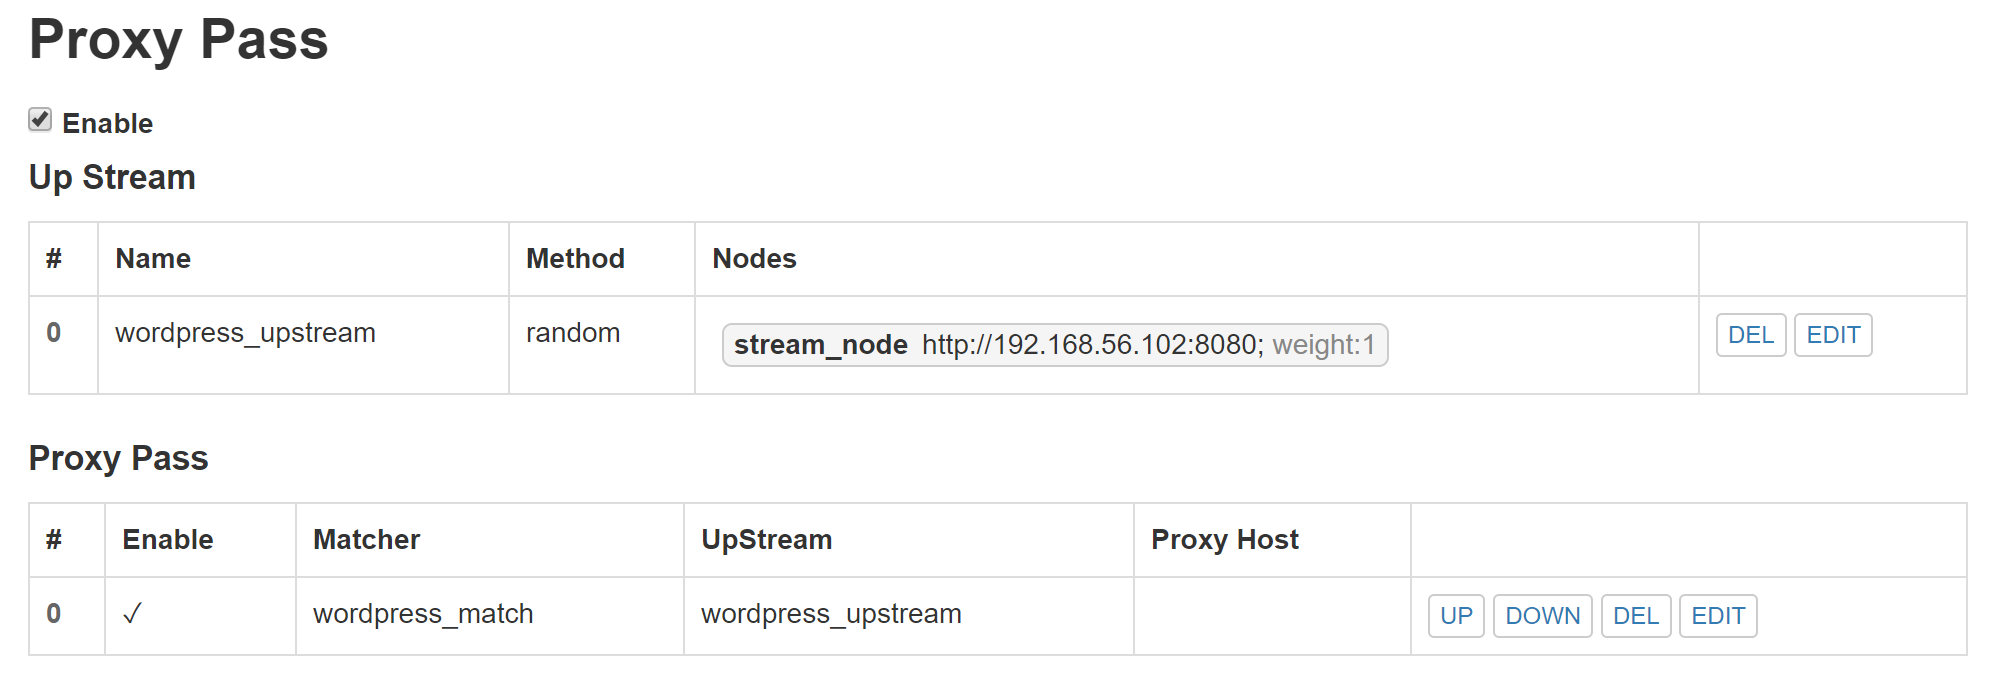 Proxy Pass
Enable
Up Stream
# Name Method Nodes
0 wordpress_upstream random stream_node http://192.168.56.102:8080; weight:1 DEL EDIT
Proxy Pass
# Enable Matcher UpStream Proxy Host
0 √ wordpress_match wordpress_upstream UP DOWN DEL EDIT